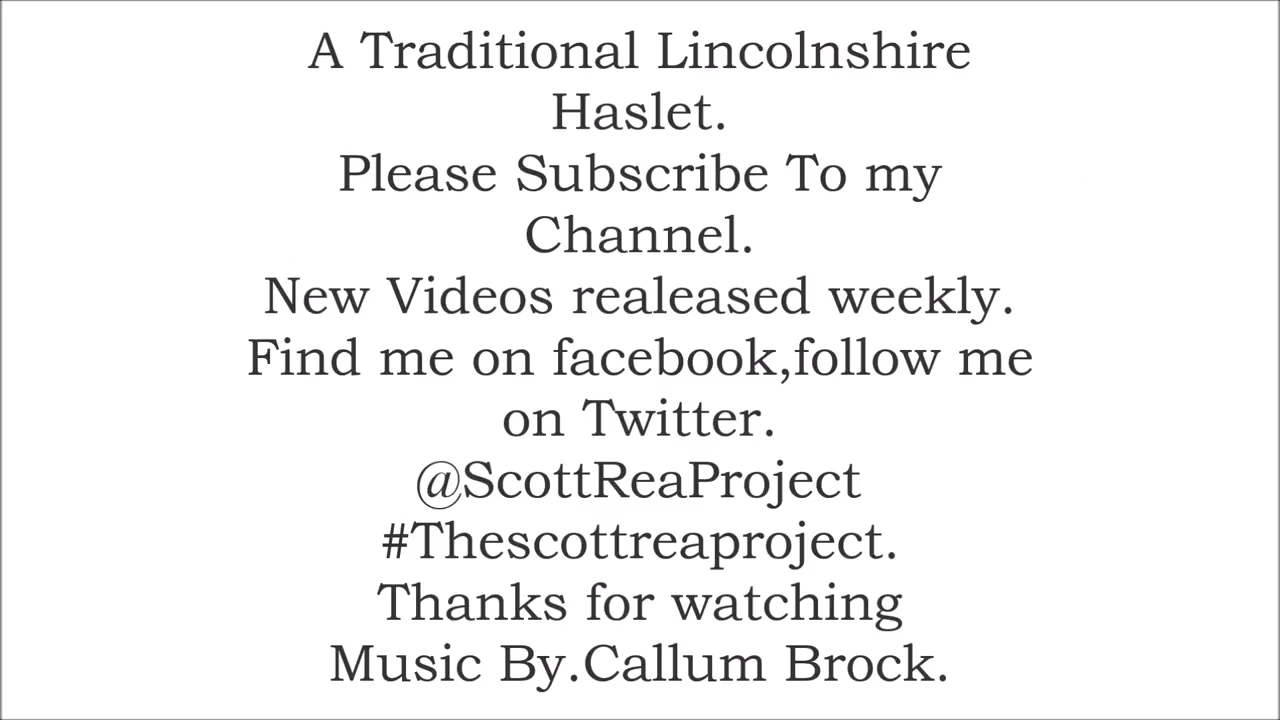 A Traditional Lincolnshire
Haslet.
Please Subscribe To my
Channel.
New Videos realeased weekly.
Find me on facebook,follow me
on Twitter.
@ScottReaProject
#Thescottreaproject.
Thanks for watching
Music By.Callum Brock.